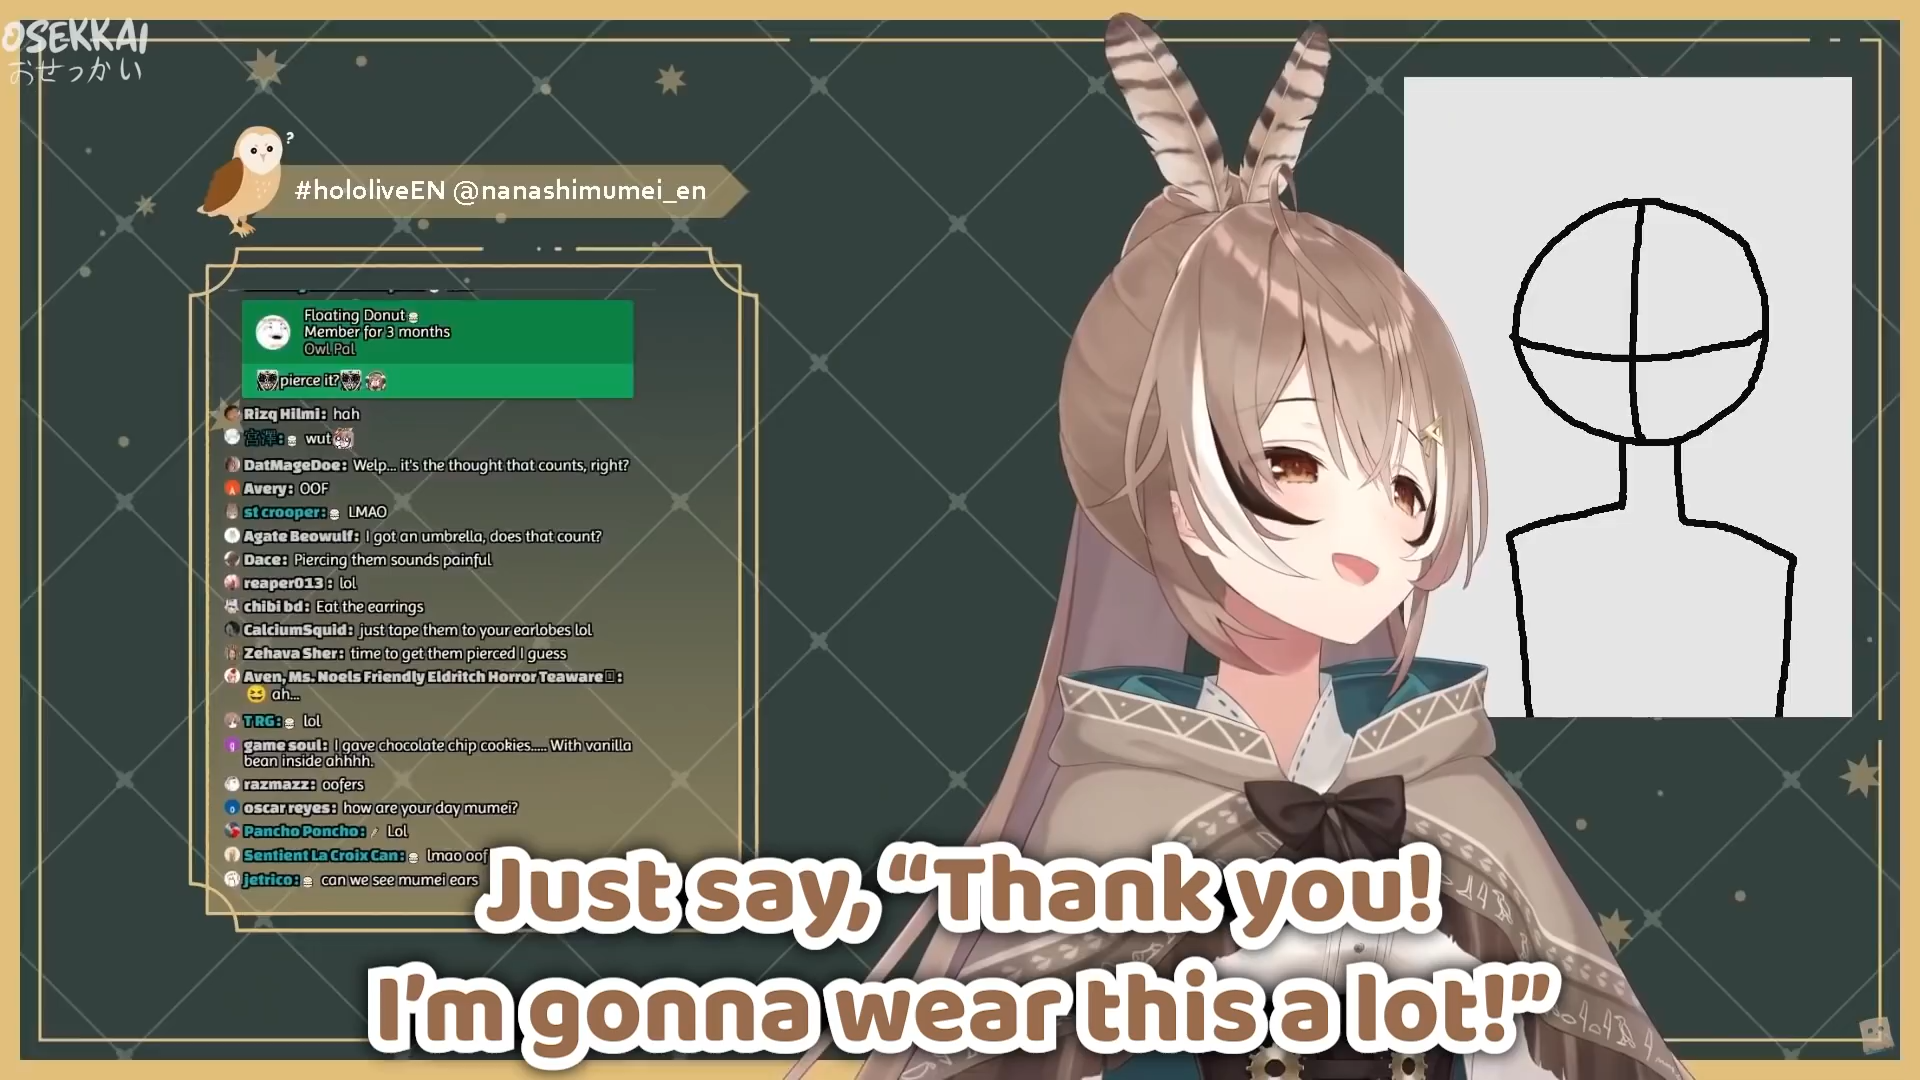 OSEKKAI
おせっかい
?
#hololiveEN @nanashimumei_en
Floating Donut
Member for 3 months
Owl Pal
pierce it?
Rizq Hilmi: hah
宮澤: wut
DatMageDoe: Welp... it's the thought that counts, right?
Avery: OOF
st crooper: LMAO
Agate Beowulf: I got an umbrella, does that count?
Dace: Piercing them sounds painful
reaper013: lol
chibi bd: Eat the earrings
CalciumSquid: just tape them to your earlobes lol
Zehava Sher: time to get them pierced I guess
Aven, Ms. Noels Friendly Eldritch Horror Teaware:
ah...
TRG: lol
game soul: I gave chocolate chip cookies..... With vanilla
bean inside ahhhh.
razmazz: oofers
oscar reyes: how are your day mumei?
Pancho Poncho: Lol
Sentient La Croix Can: lmao oof
jetrico: can we see mumei ears
Just say, “Thank you!
I’m gonna wear this a lot!”